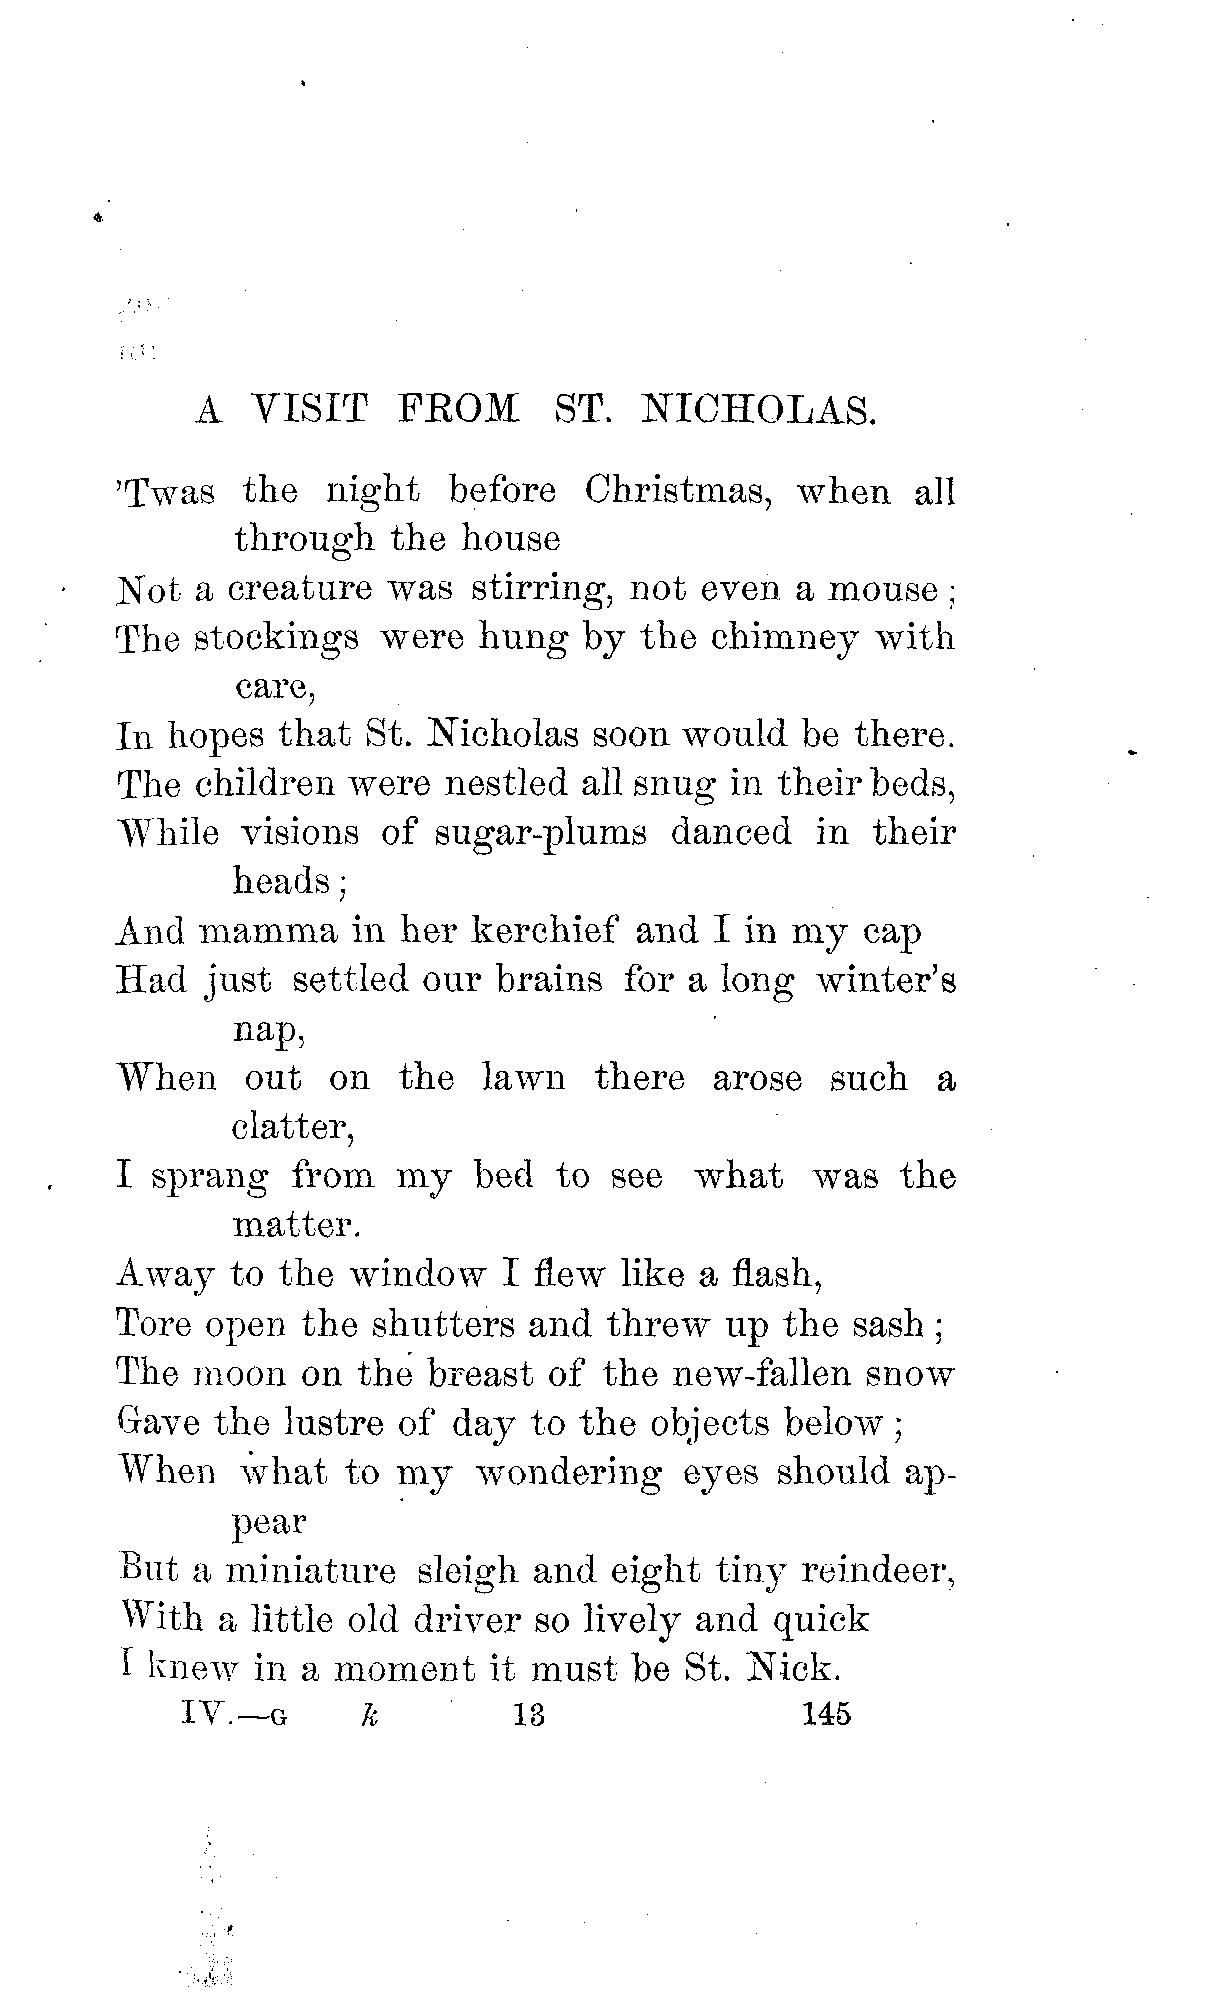 A VISIT FROM ST. NICHOLAS.
’Twas the night before Christmas, when all
through the house
Not a creature was stirring, not even a mouse ;
The stockings were hung by the chimney with
care,
In hopes that St. Nicholas soon would be there.
The children were nestled all snug in their beds,
While visions of sugar-plums danced in their
heads ;
And mamma in her kerchief and I in my cap
Had just settled our brains for a long winter’s
nap,
When out on the lawn there arose such a
clatter,
I sprang from my bed to see what was the
matter.
Away to the window I flew like a flash,
Tore open the shutters and threw up the sash ;
The moon on the breast of the new-fallen snow
Gave the lustre of day to the objects below ;
When what to my wondering eyes should ap-
pear
But a miniature sleigh and eight tiny reindeer,
With a little old driver so lively and quick
I knew in a moment it must be St. Nick.
IV.—G k 13 145